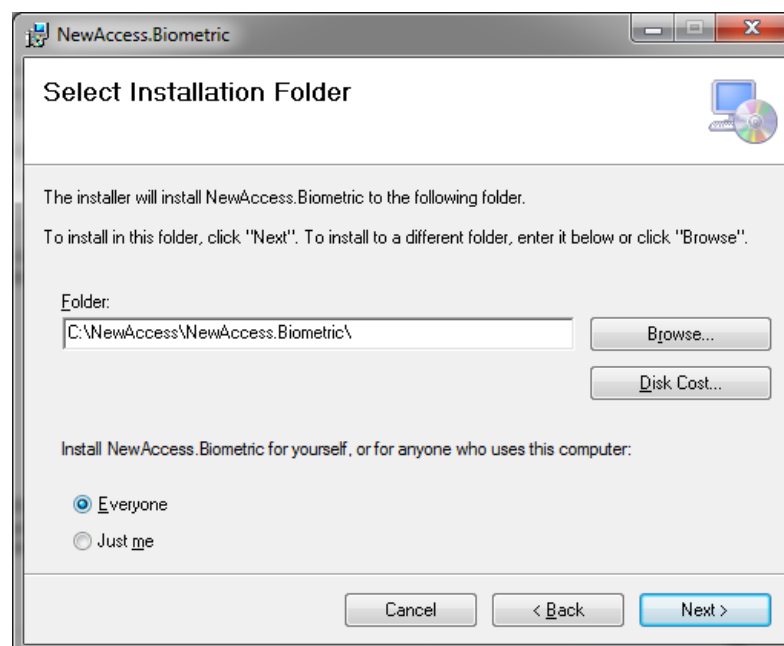 NewAccess.Biometric
Select Installation Folder
The installer will install NewAccess.Biometric to the following folder.
To install in this folder, click "Next". To install to a different folder, enter it below or click "Browse".
Folder:
C:\NewAccess\NewAccess.Biometric\
Browse...
Disk Cost...
Install NewAccess.Biometric for yourself, or for anyone who uses this computer:
Everyone
Just me
Cancel
< Back
Next >